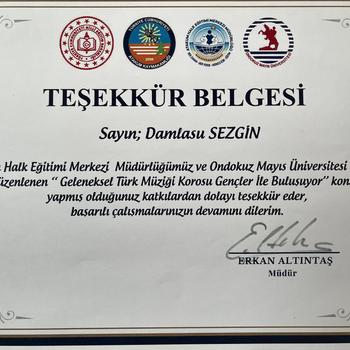 TEŞEKKÜR BELGESİ
Sayın; Damlasu SEZGİN
Halk Eğitimi Merkezi Müdürlüğümüz ve Ondokuz Mayıs Üniversitesi
üzenlenen “ Geleneksel Türk Müziği Korosu Gençler İle Buluşuyor” kon
yapmış olduğunuz katkılardan dolayı teşekkür eder,
başarılı çalışmalarınızın devamını dilerim.
ERKAN ALTINTAŞ
Müdür